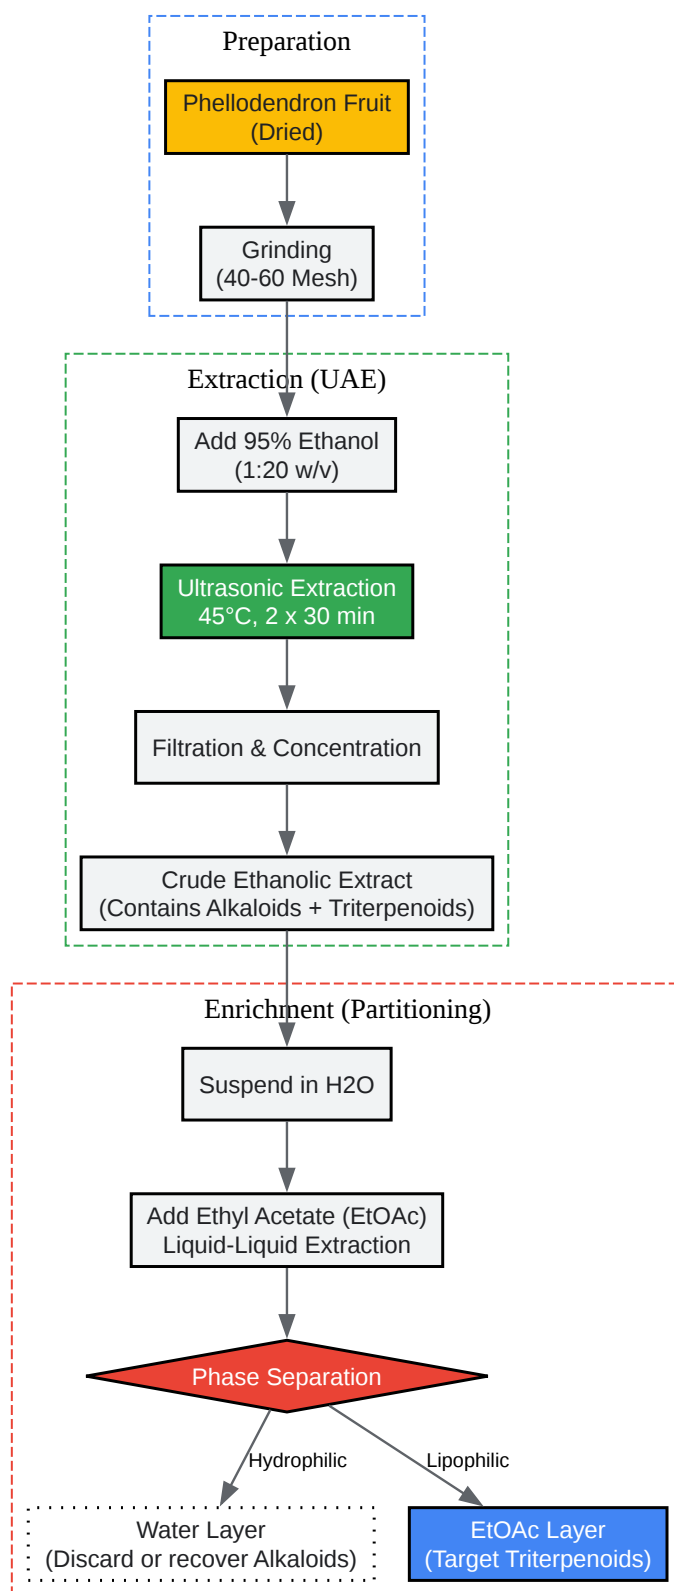 Preparation
Phellodendron Fruit
(Dried)
Grinding
(40-60 Mesh)
Extraction (UAE)
Add 95% Ethanol
(1:20 w/v)
Ultrasonic Extraction
45°C, 2 x 30 min
Filtration & Concentration
Crude Ethanolic Extract
(Contains Alkaloids + Triterpenoids)
Enrichment (Partitioning)
Suspend in H2O
Add Ethyl Acetate (EtOAc)
Liquid-Liquid Extraction
Phase Separation
Hydrophilic
Lipophilic
Water Layer
(Discard or recover Alkaloids)
EtOAc Layer
(Target Triterpenoids)